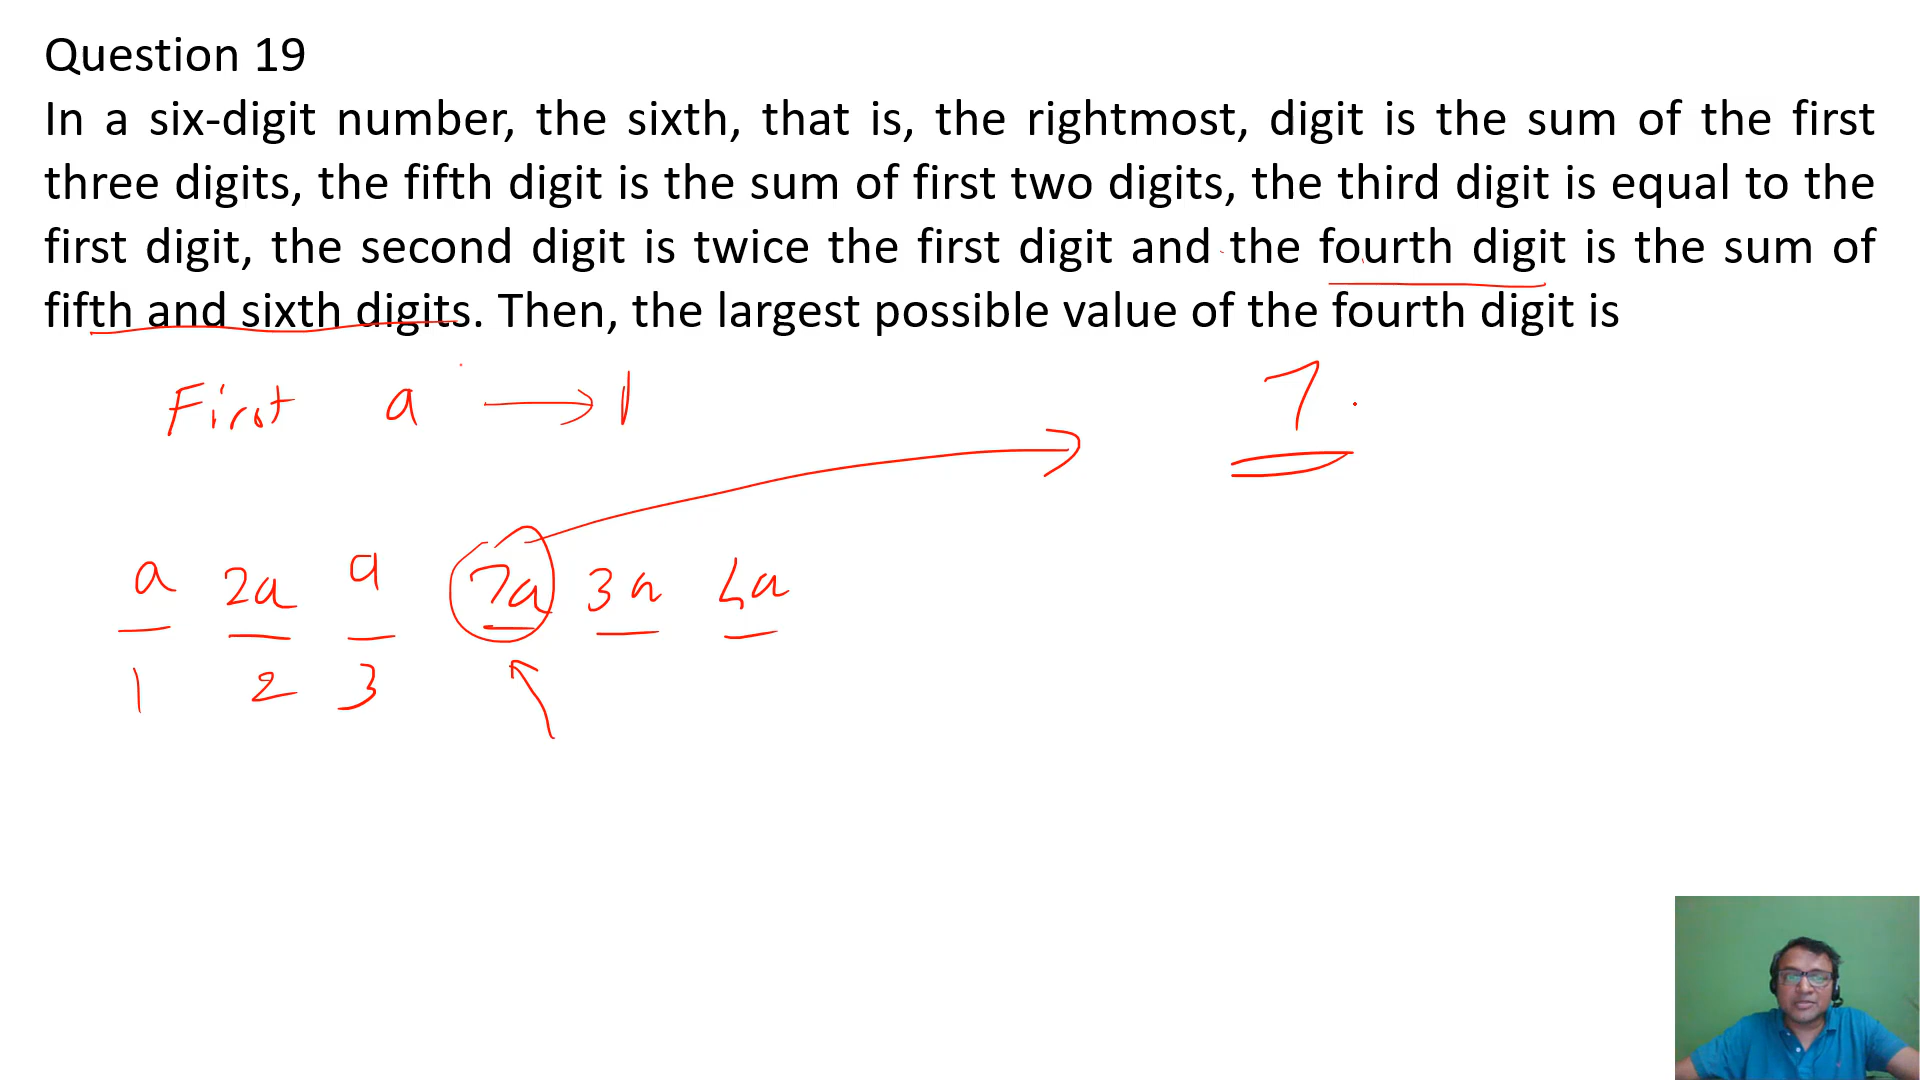 Question 19
In a six-digit number, the sixth, that is, the rightmost, digit is the sum of the first
three digits, the fifth digit is the sum of first two digits, the third digit is equal to the
first digit, the second digit is twice the first digit and the fourth digit is the sum of
fifth and sixth digits. Then, the largest possible value of the fourth digit is
First a → 1
7
a 2a a 7a 3a 4a
1 2 3